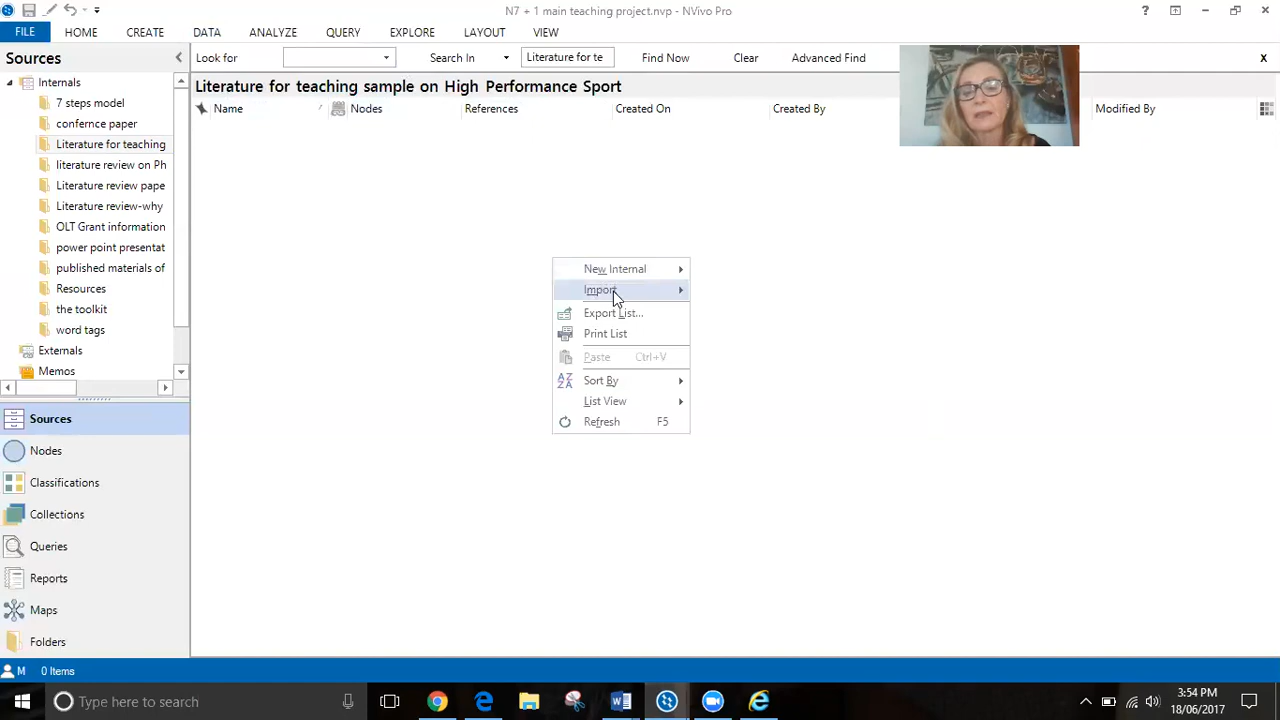 N7 + 1 main teaching project.nvp - NVivo Pro
FILE HOME CREATE DATA ANALYZE QUERY EXPLORE LAYOUT VIEW
Sources
Look for Search In Literature for te Find Now Clear Advanced Find x
Internals
7 steps model
confernce paper
Literature for teaching
literature review on Ph
Literature review pape
Literature review-why
OLT Grant information
power point presentat
published materials of
Resources
the toolkit
word tags
Externals
Memos
Sources
Nodes
Classifications
Collections
Queries
Reports
Maps
Folders
Literature for teaching sample on High Performance Sport
Name Nodes References Created On Created By Modified By
New Internal
Import
Export List...
Print List
Paste Ctrl+V
Sort By
List View
Refresh F5
M 0 Items
Type here to search
3:54 PM
18/06/2017